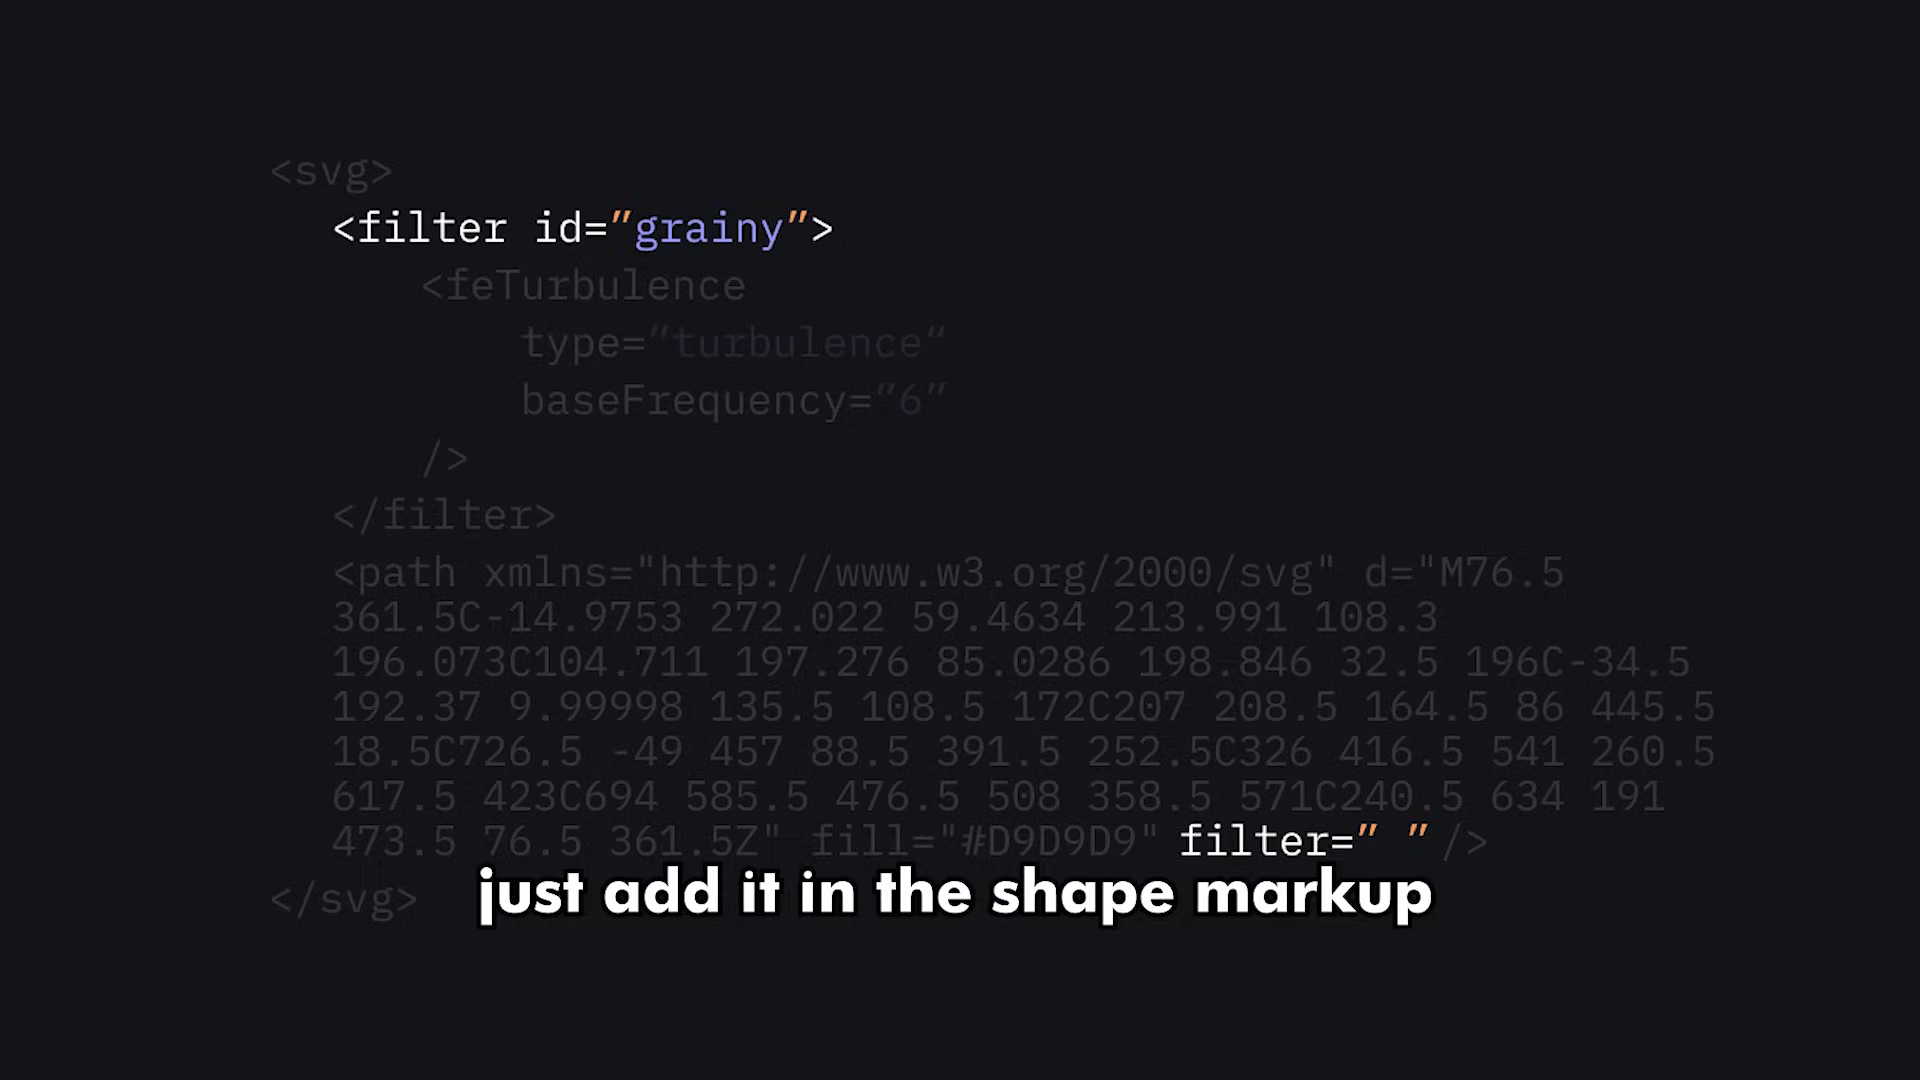 <svg>
<filter id=”grainy”>
<feTurbulence
type=”turbulence“
baseFrequency=”6”
/>
</filter>
<path xmlns="http://www.w3.org/2000/svg" d="M76.5
361.5C-14.9753 272.022 59.4634 213.991 108.3
196.073C104.711 197.276 85.0286 198.846 32.5 196C-34.5
192.37 9.99998 135.5 108.5 172C207 208.5 164.5 86 445.5
18.5C726.5 -49 457 88.5 391.5 252.5C326 416.5 541 260.5
617.5 423C694 585.5 476.5 508 358.5 571C240.5 634 191
473.5 76.5 361.5Z" fill="#D9D9D9" filter=” ” />
</svg>
just add it in the shape markup